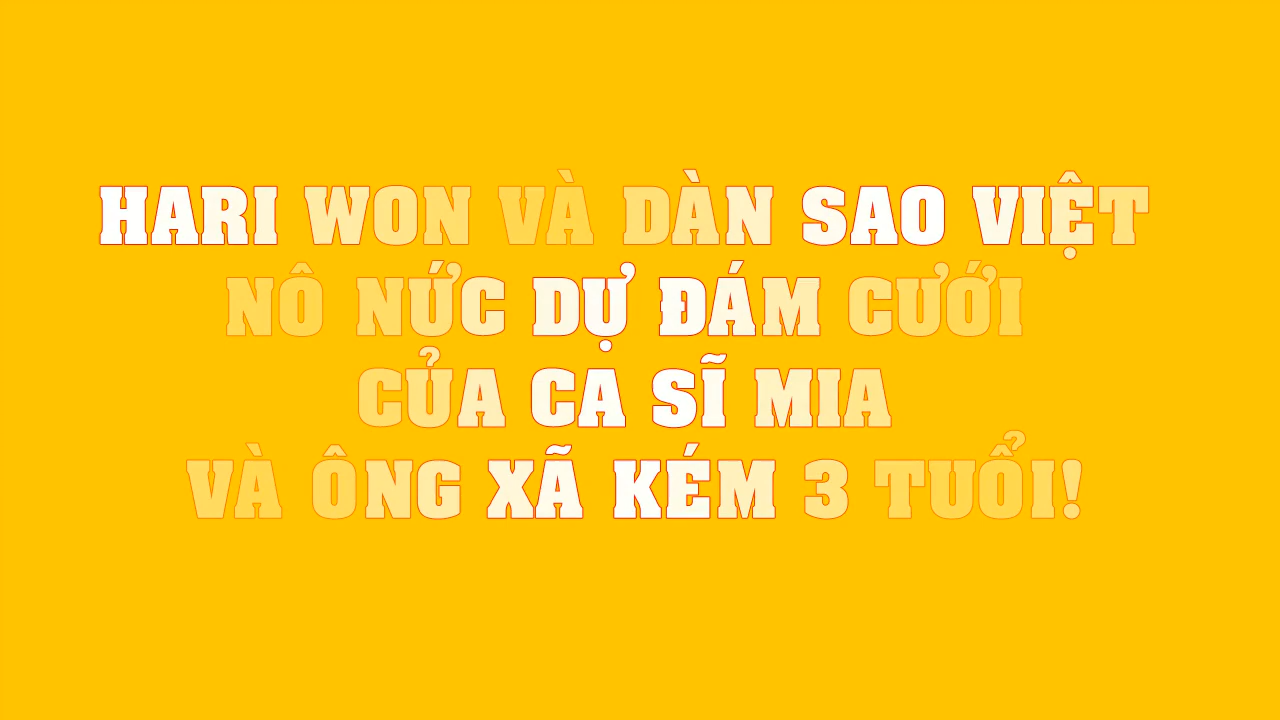 HARI WON VÀ DÀN SAO VIỆT
NÔ NỨC DỰ ĐÁM CƯỚI
CỦA CA SĨ MIA
VÀ ÔNG XÃ KÉM 3 TUỔI!